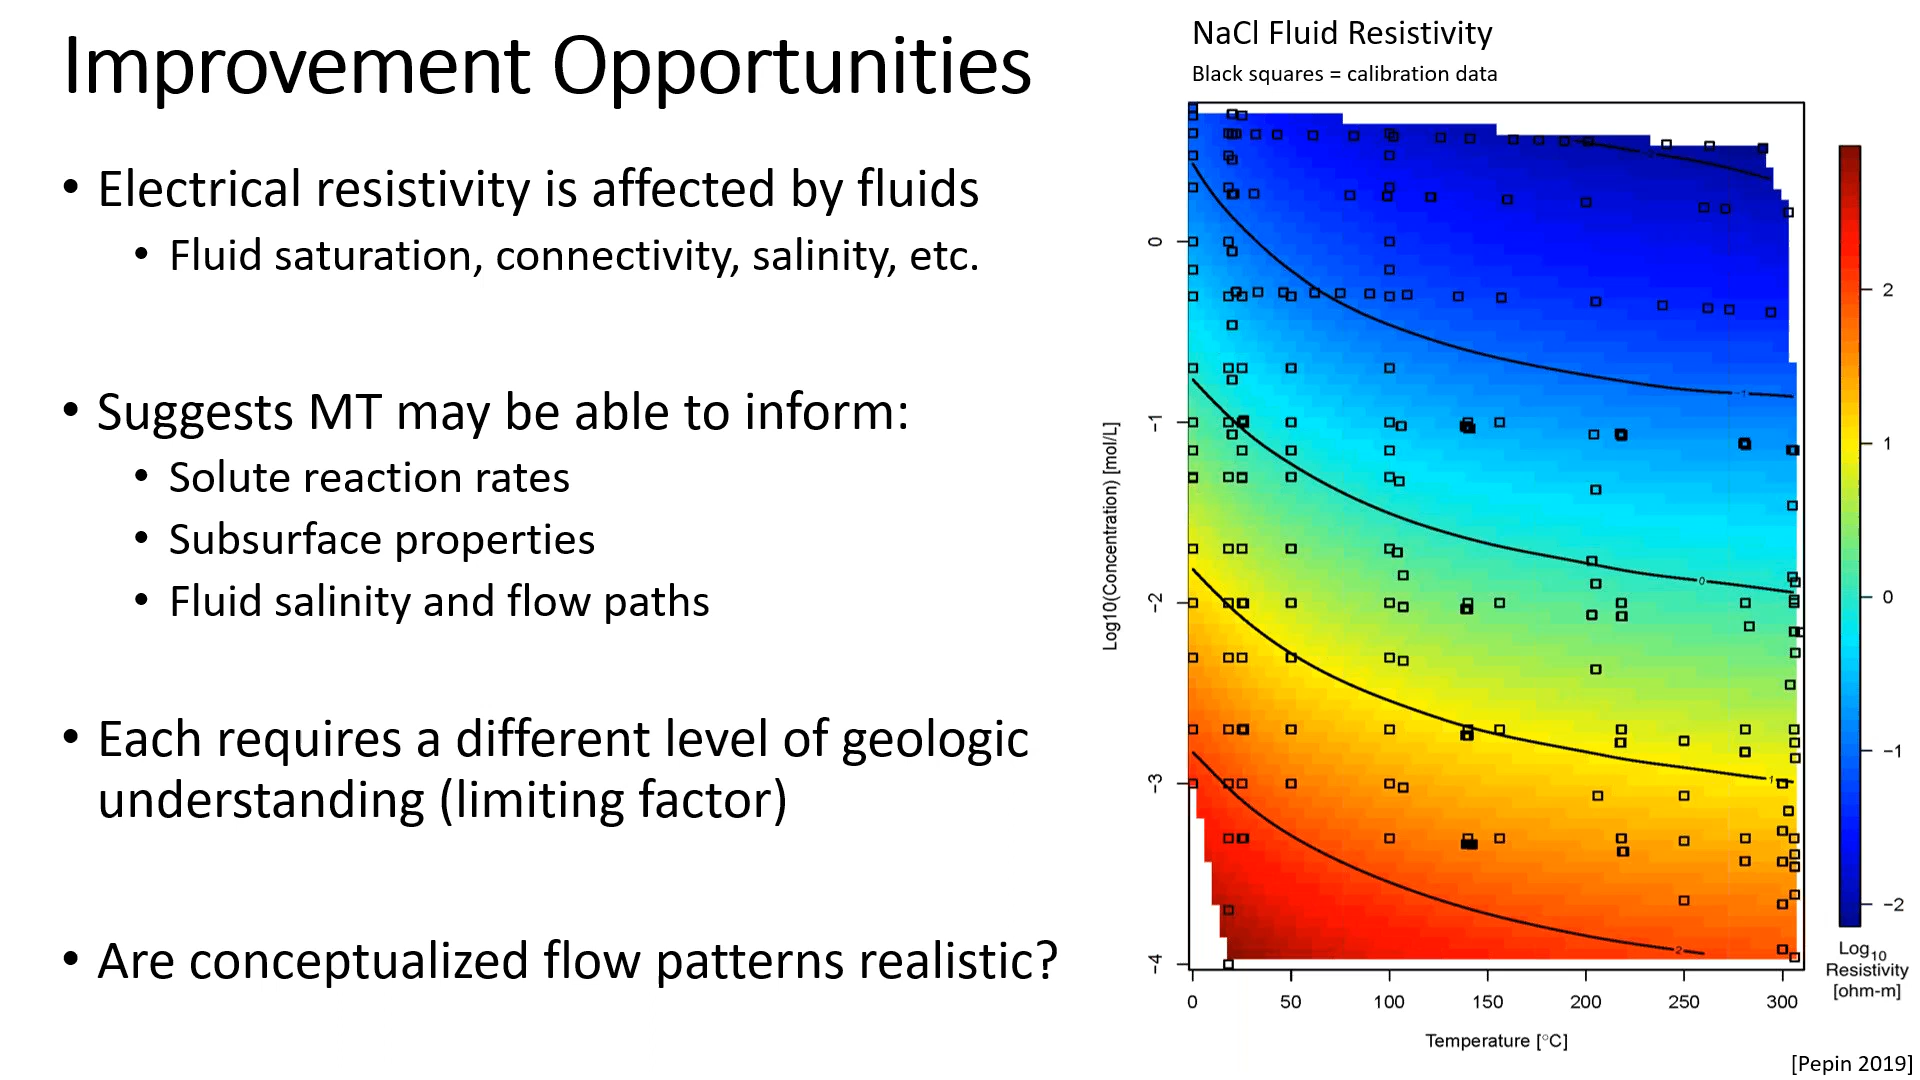 Improvement Opportunities
• Electrical resistivity is affected by fluids
• Fluid saturation, connectivity, salinity, etc.
• Suggests MT may be able to inform:
• Solute reaction rates
• Subsurface properties
• Fluid salinity and flow paths
• Each requires a different level of geologic
understanding (limiting factor)
• Are conceptualized flow patterns realistic?
NaCl Fluid Resistivity
Black squares = calibration data
Log10(Concentration) [mol/L]
0
-1
-2
-3
-4
-1
0
1
2
0 50 100 150 200 250 300
Temperature [°C]
2
1
0
-1
-2
Log10
Resistivity
[ohm-m]
[Pepin 2019]